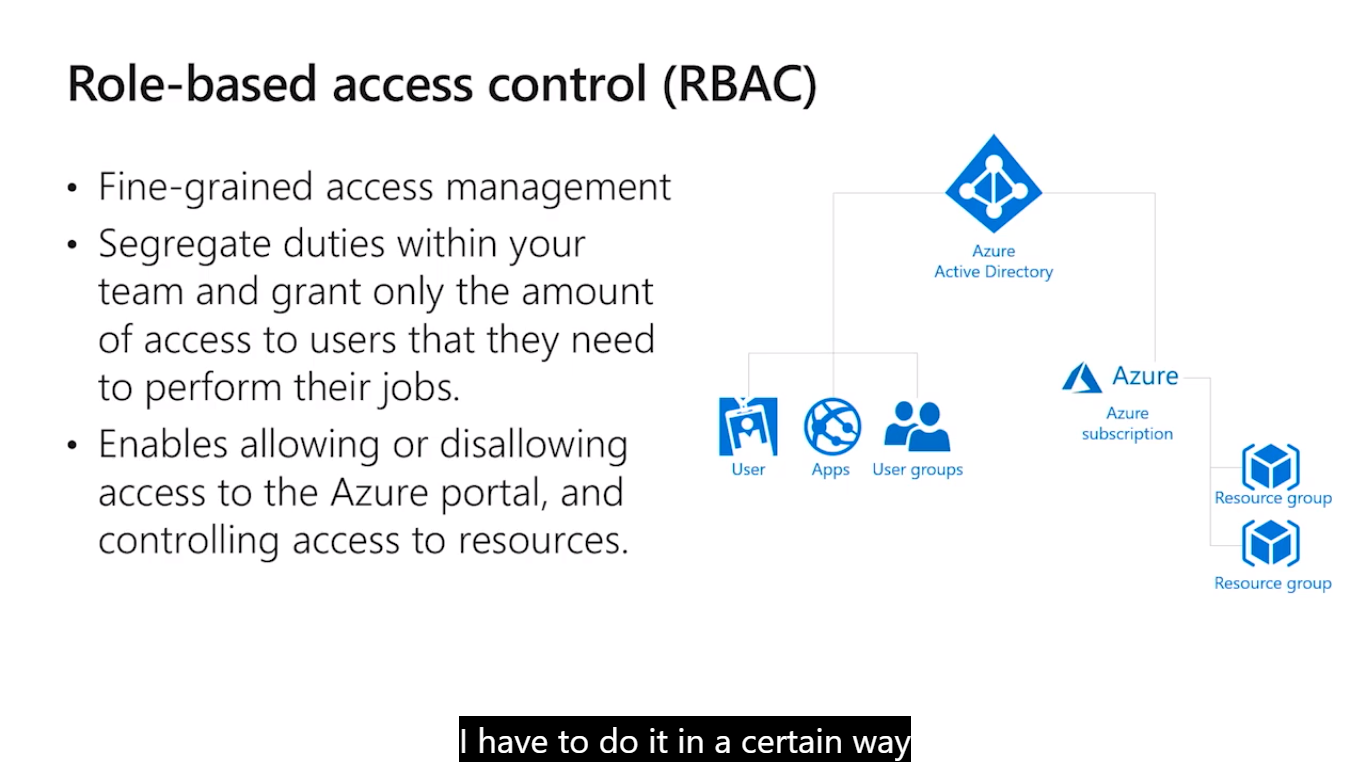 Role-based access control (RBAC)
• Fine-grained access management
• Segregate duties within your
team and grant only the amount
of access to users that they need
to perform their jobs.
• Enables allowing or disallowing
access to the Azure portal, and
controlling access to resources.
Azure
Active Directory
User
Apps
User groups
Azure
Azure
subscription
Resource group
Resource group
I have to do it in a certain way